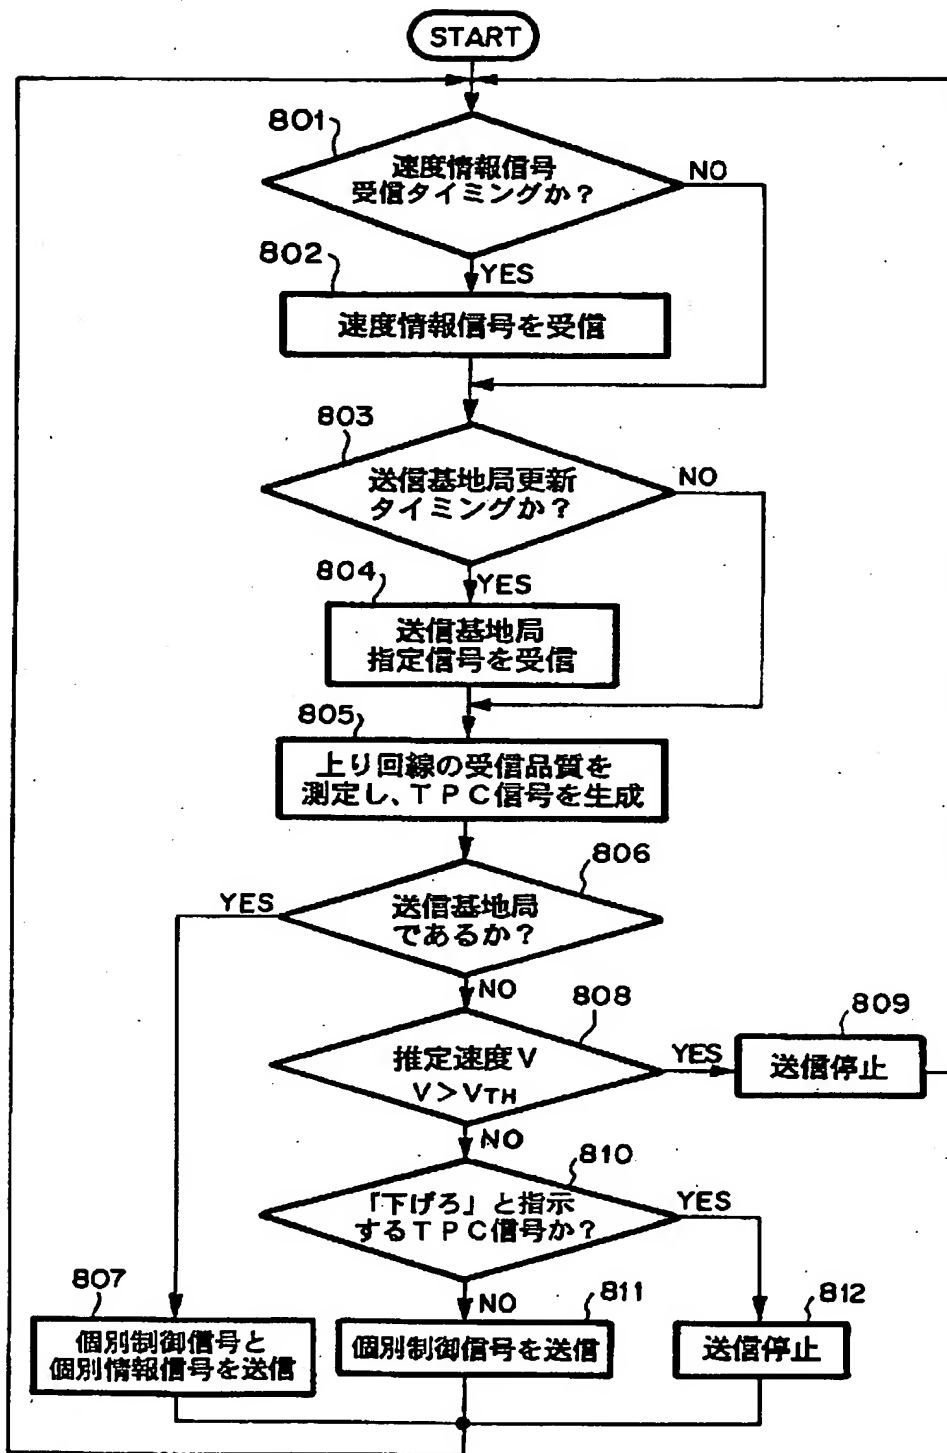 START
801
速度情報信号
受信タイミングか？
NO
802
YES
速度情報信号を受信
803
送信基地局更新
タイミングか？
NO
804
YES
送信基地局
指定信号を受信
805
上り回線の受信品質を
測定し、ＴＰＣ信号を生成
806
YES
送信基地局
であるか？
NO
808
809
推定速度Ｖ
V＞VTH
YES
送信停止
NO
810
「下げろ」と指示
するＴＰＣ信号か？
YES
807
NO
811
812
個別制御信号と
個別情報信号を送信
個別制御信号を送信
送信停止